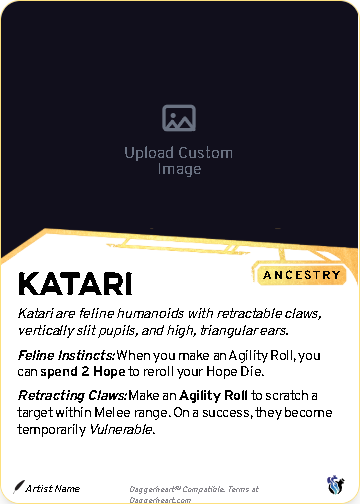 Upload Custom
Image
KATARI
ANCESTRY
Katari are feline humanoids with retractable claws,
vertically slit pupils, and high, triangular ears.
Feline Instincts: When you make an Agility Roll, you
can spend 2 Hope to reroll your Hope Die.
Retracting Claws: Make an Agility Roll to scratch a
target within Melee range. On a success, they become
temporarily Vulnerable.
Artist Name
Daggerheart℠ Compatible. Terms at
Daggerheart.com